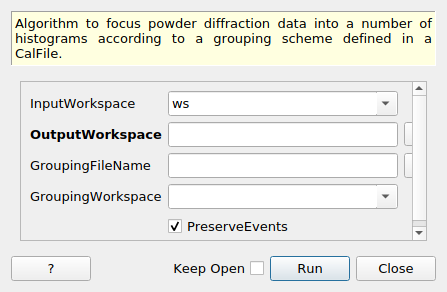 Algorithm to focus powder diffraction data into a number of
histograms according to a grouping scheme defined in a
CalFile.
InputWorkspace ws
OutputWorkspace
GroupingFileName
GroupingWorkspace
PreserveEvents
? Keep Open Run Close